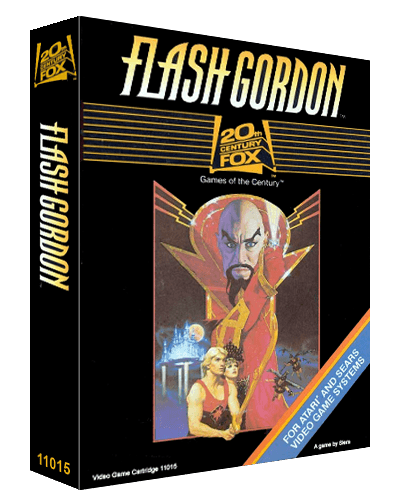 20th
CENTURY
FOX
FLASH GORDON
11015
FLASH GORDON
™
20th
CENTURY
FOX
™
Games of the Century™
FOR ATARI® AND SEARS
VIDEO GAME SYSTEMS
A game by Sirius
Video Game Cartridge 11015